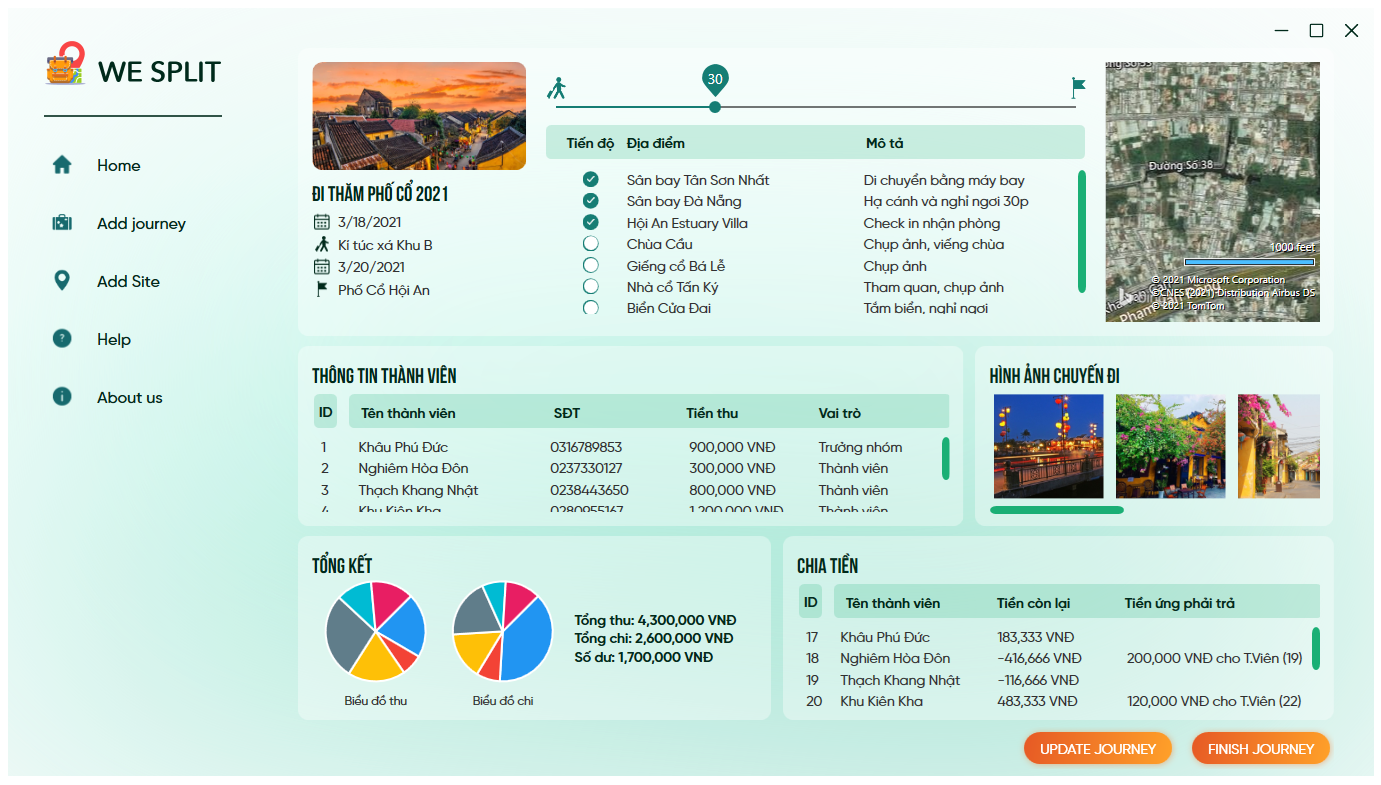 WE SPLIT
Home
Add journey
Add Site
Help
About us
ĐI THĂM PHỐ CỔ 2021
3/18/2021
Kí túc xá Khu B
3/20/2021
Phố Cổ Hội An
30
Tiến độ Địa điểm Mô tả
Sân bay Tân Sơn Nhất Di chuyển bằng máy bay
Sân bay Đà Nẵng Hạ cánh và nghỉ ngơi 30p
Hội An Estuary Villa Check in nhận phòng
Chùa Cầu Chụp ảnh, viếng chùa
Giếng cổ Bá Lễ Chụp ảnh
Nhà cổ Tấn Ký Tham quan, chụp ảnh
Biển Cửa Đại Tắm biển, nghỉ ngơi
Đường Số 38
1000 feet
© 2021 Microsoft Corporation
©CNES (2021) Distribution Airbus DS
© 2021 TomTom
THÔNG TIN THÀNH VIÊN
ID Tên thành viên SĐT Tiền thu Vai trò
1 Khâu Phú Đức 0316789853 900,000 VNĐ Trưởng nhóm
2 Nghiêm Hòa Đôn 0237330127 300,000 VNĐ Thành viên
3 Thạch Khang Nhật 0238443650 800,000 VNĐ Thành viên
4 Khu Kiên Kha 0280955167 1,200,000 VNĐ Thành viên
HÌNH ẢNH CHUYẾN ĐI
TỔNG KẾT
Tổng thu: 4,300,000 VNĐ
Tổng chi: 2,600,000 VNĐ
Số dư: 1,700,000 VNĐ
Biểu đồ thu Biểu đồ chi
CHIA TIỀN
ID Tên thành viên Tiền còn lại Tiền ứng phải trả
17 Khâu Phú Đức 183,333 VNĐ
18 Nghiêm Hòa Đôn -416,666 VNĐ 200,000 VNĐ cho T.Viên (19)
19 Thạch Khang Nhật -116,666 VNĐ
20 Khu Kiên Kha 483,333 VNĐ 120,000 VNĐ cho T.Viên (22)
UPDATE JOURNEY FINISH JOURNEY